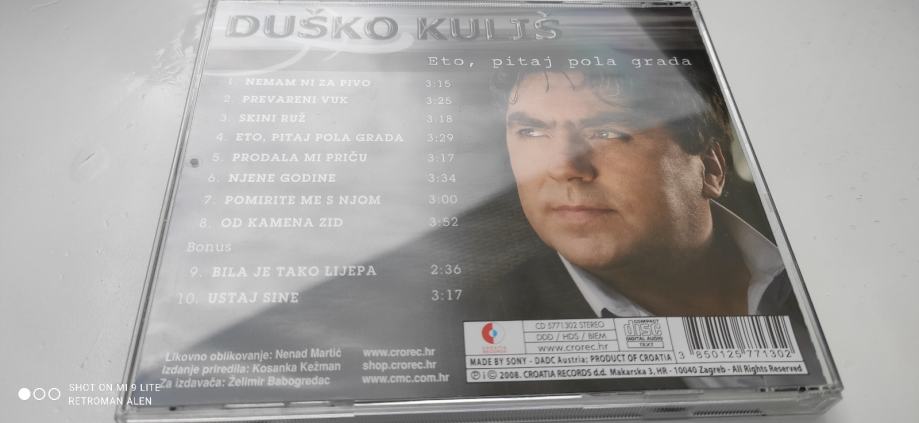 DUŠKO KULIŠ
Eto, pitaj pola grada
1. NEMAM NI ZA PIVO 3:15
2. PREVARENI VUK 3:25
3. SKINI RUŽ 3:18
4. ETO, PITAJ POLA GRADA 3:29
5. PRODALA MI PRIČU 3:17
6. NJENE GODINE 3:34
7. POMIRITE ME S NJOM 3:00
8. OD KAMENA ZID 3:52
Bonus
9. BILA JE TAKO LIJEPA 2:36
10. USTAJ SINE 3:17
Likovno oblikovanje: Nenad Martić
Izdanje priredila: Kosanka Kežman
Za izdavača: Želimir Babogredac
www.crorec.hr
shop.crorec.hr
www.cmc.com.hr
CROATIA RECORDS
CD 5771302 STEREO
DDD / HDS / BIEM
www.crorec.hr
COMPACT
disc
DIGITAL AUDIO
TEXT
MADE BY SONY - DADC Austria; PRODUCT OF CROATIA
3 850125 771302
℗ ⓘ © 2008. CROATIA RECORDS d.d. Makarska 3, HR - 10040 Zagreb - All Rights Reserved
SHOT ON MI 9 LITE
RETROMAN ALEN